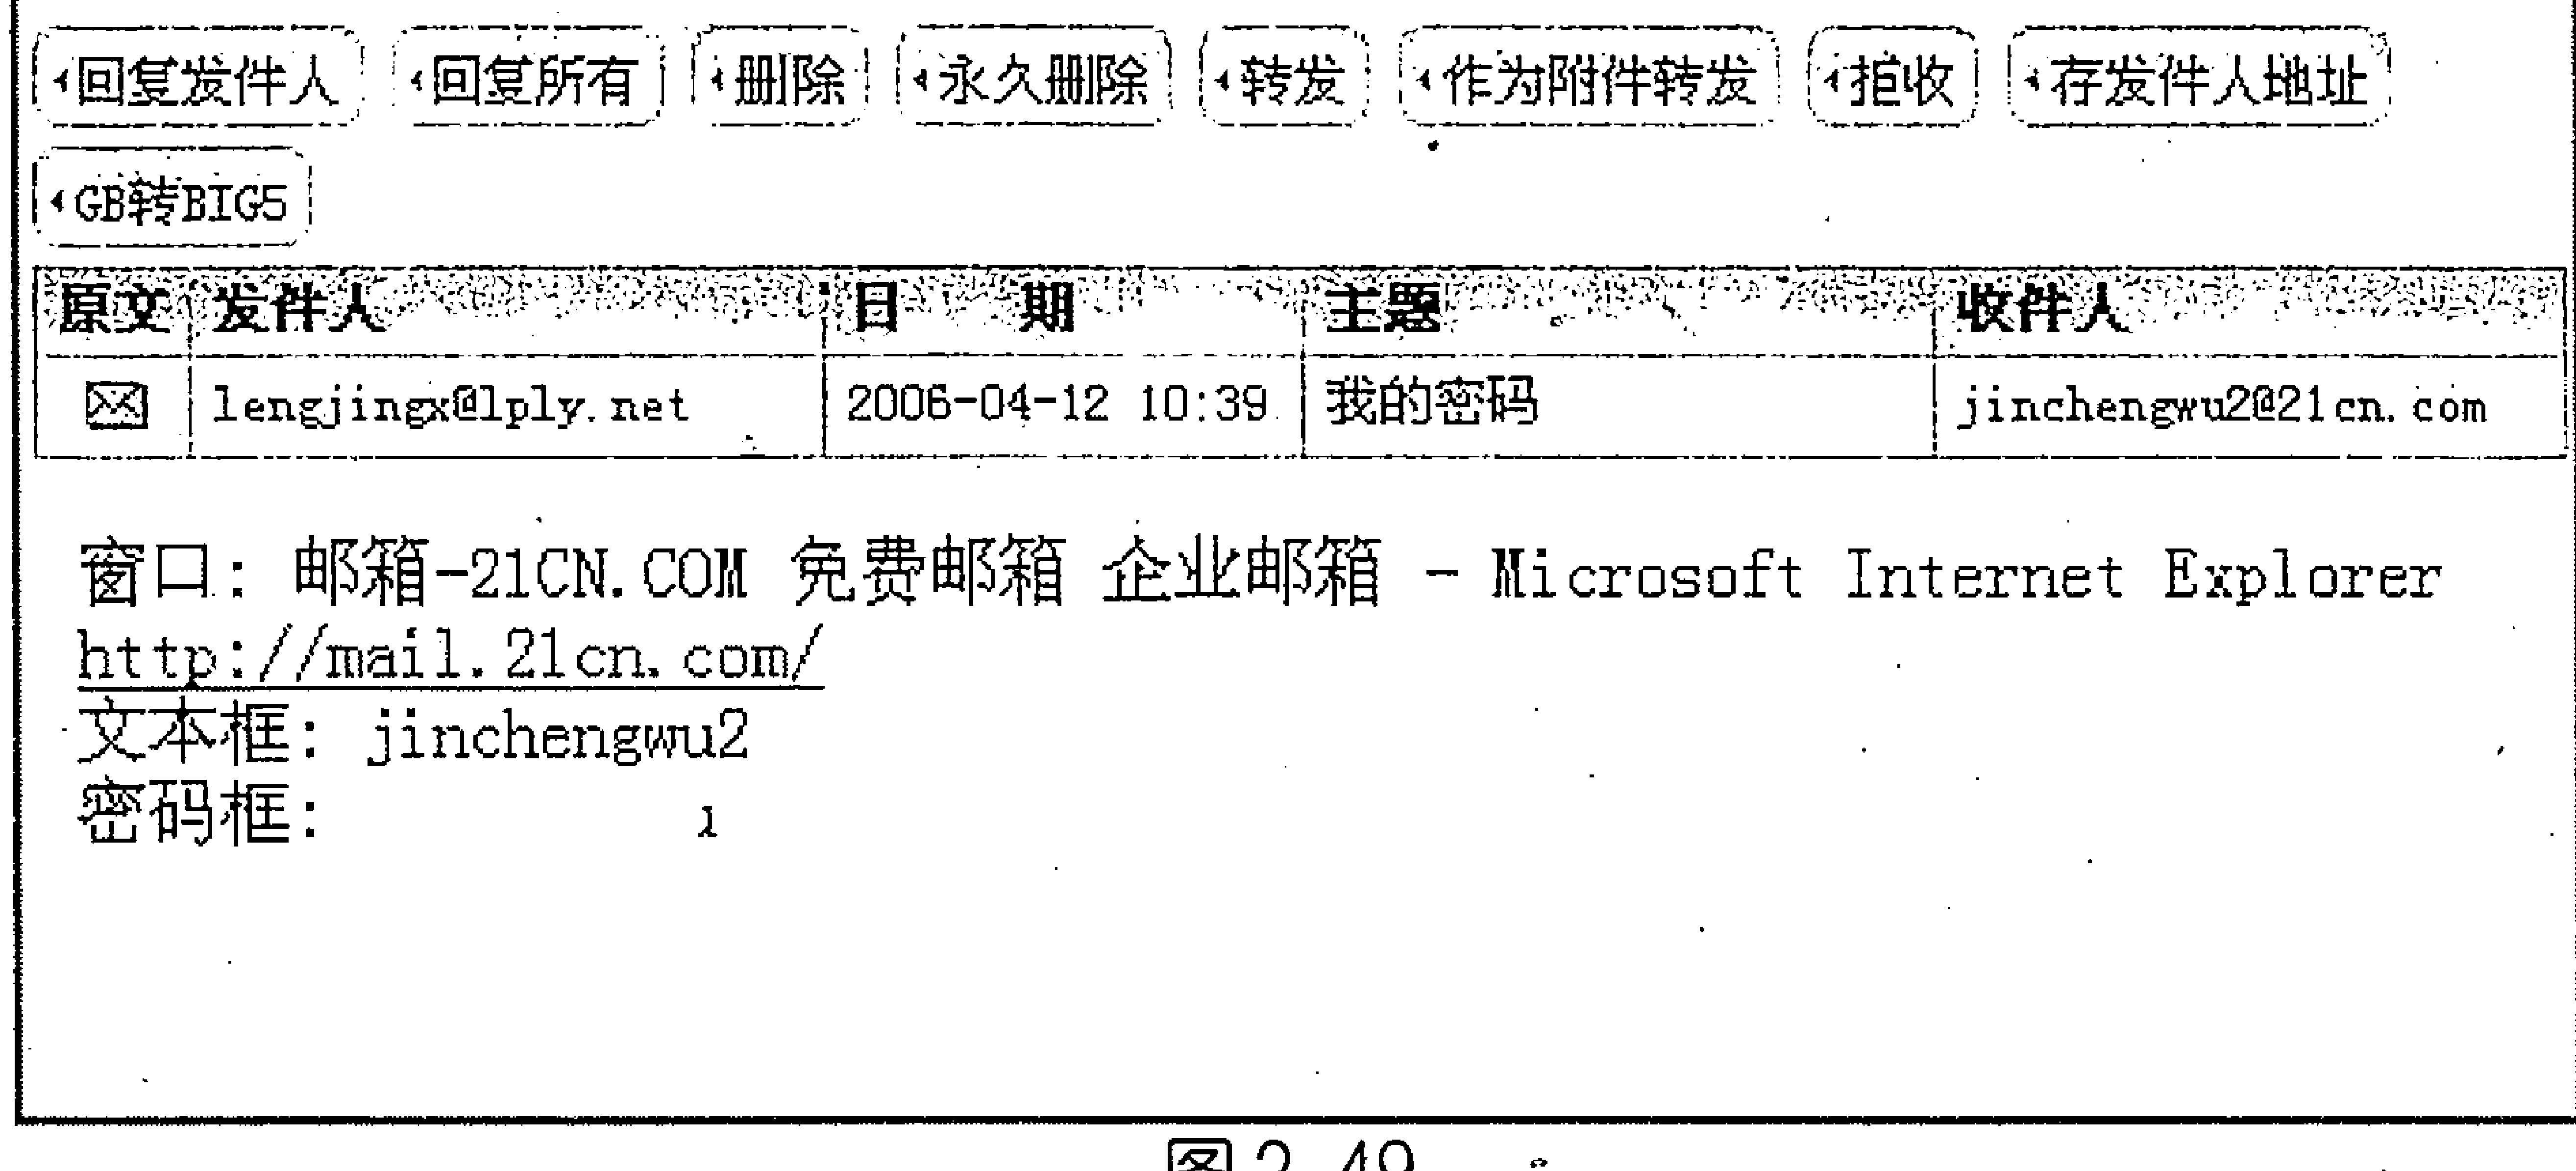 回复发件人 回复所有 删除 永久删除 转发 作为附件转发 拒收 存发件人地址
GB转BIG5
原文 发件人 日 期 主题 收件人
lengjingx@lply.net 2006-04-12 10:39 我的密码 jinchengwu2@21cn.com
窗口: 邮箱-21CN.COM 免费邮箱 企业邮箱 - Microsoft Internet Explorer
http://mail.21cn.com/
文本框: jinchengwu2
密码框:
图 2-49